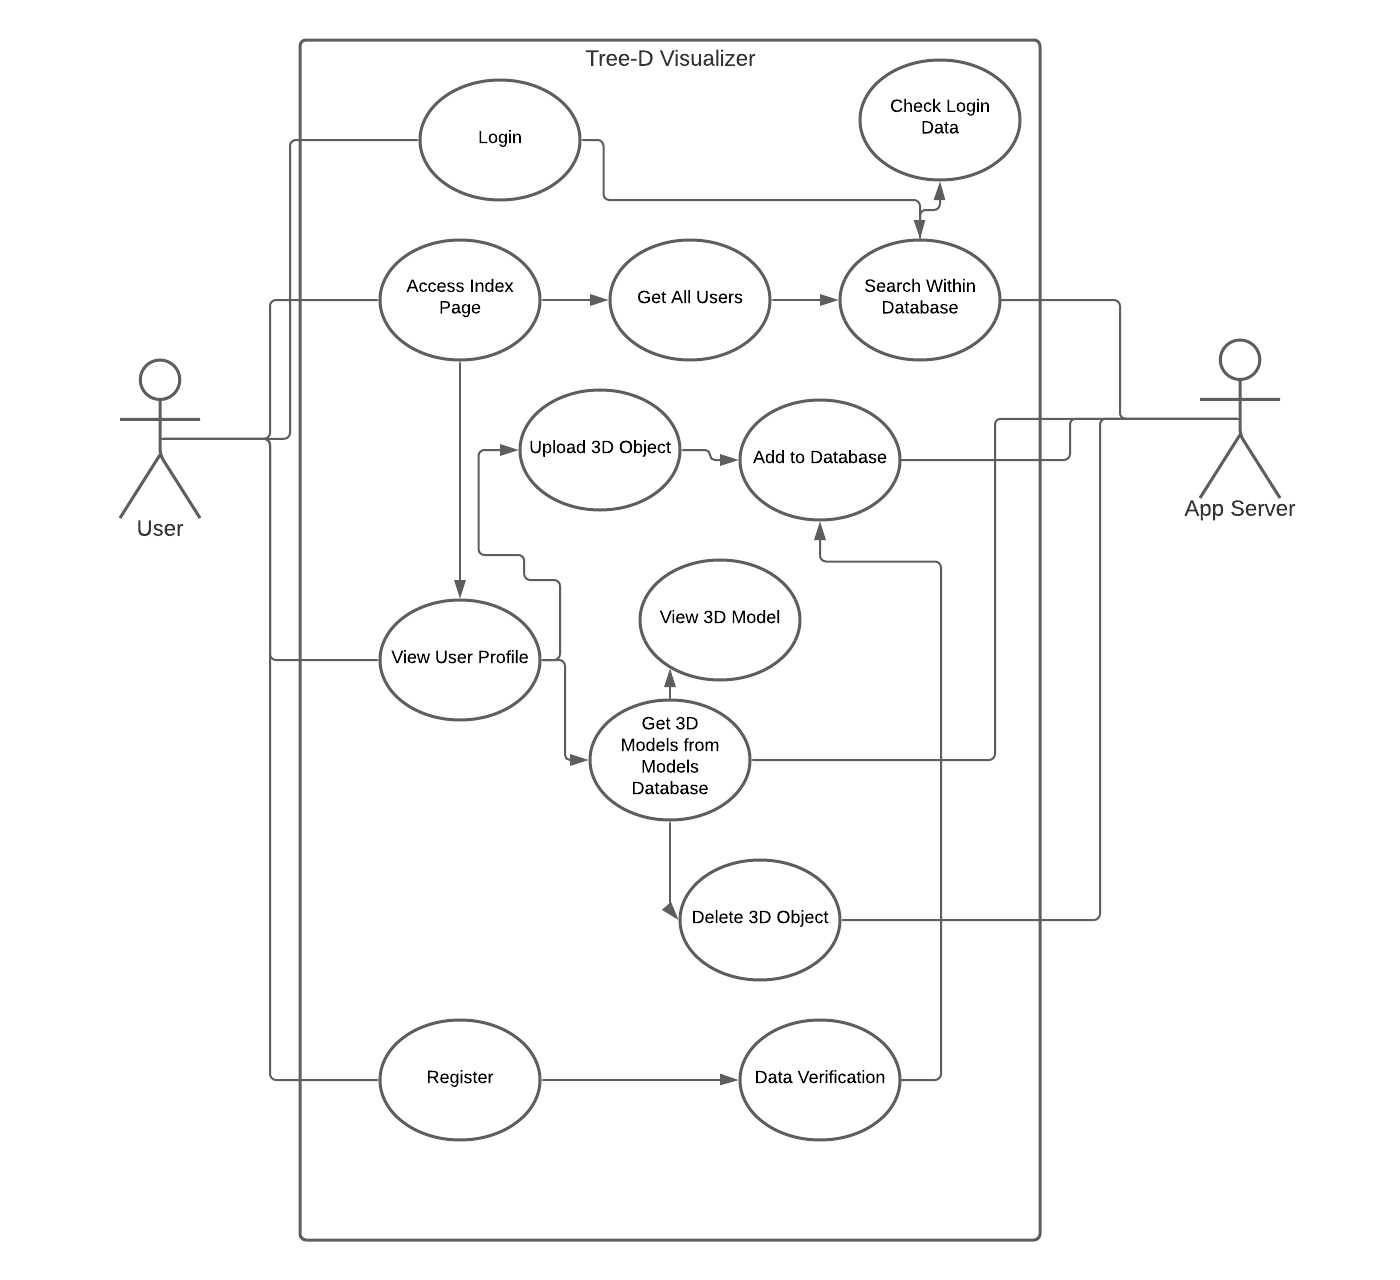 Tree-D Visualizer
Login
Check Login
Data
Access Index
Page
Get All Users
Search Within
Database
Upload 3D Object
Add to Database
User
App Server
View 3D Model
View User Profile
Get 3D
Models from
Models
Database
Delete 3D Object
Register
Data Verification